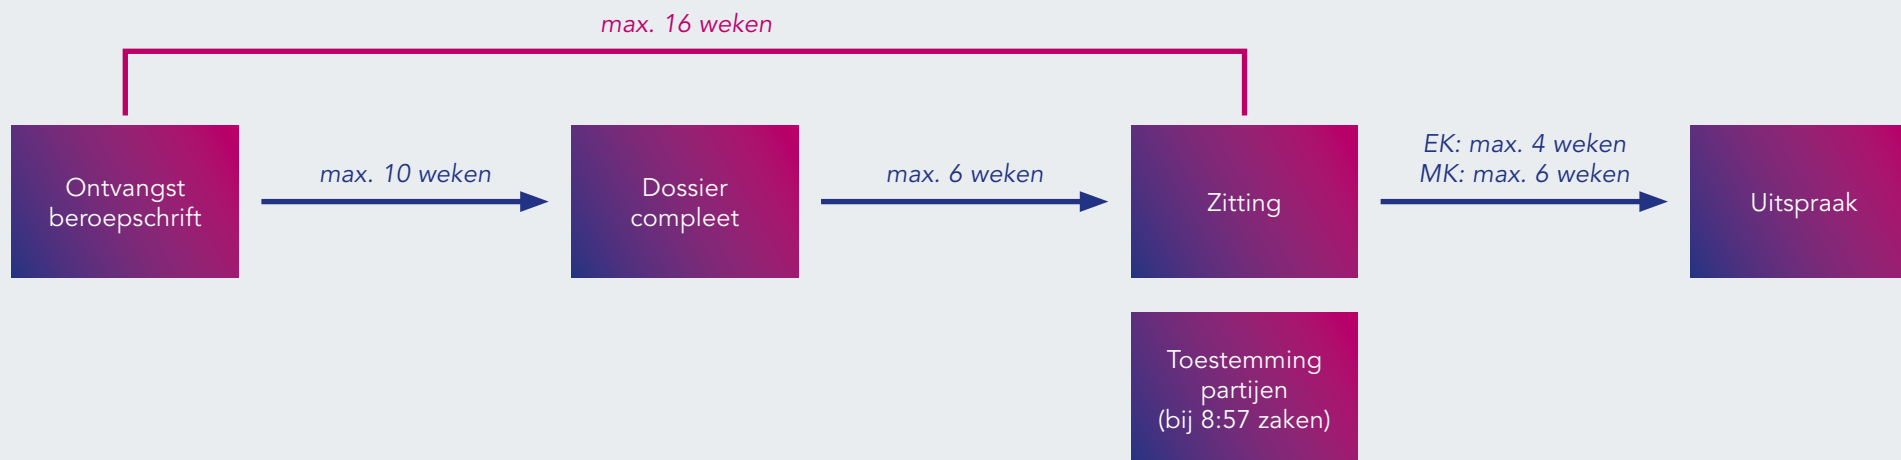 max. 16 weken
Ontvangst
beroepschrift
max. 10 weken
Dossier
compleet
max. 6 weken
Zitting
EK: max. 4 weken
MK: max. 6 weken
Uitspraak
Toestemming
partijen
(bij 8:57 zaken)